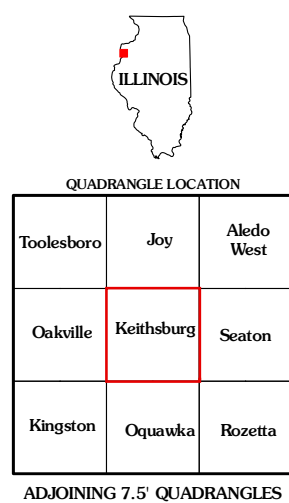 ILLINOIS
QUADRANGLE LOCATION
Toolesboro
Joy
Aledo
West
Oakville
Keithsburg
Seaton
Kingston
Oquawka
Rozetta
ADJOINING 7.5' QUADRANGLES